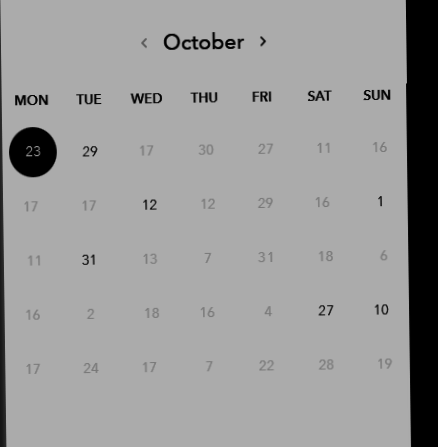 ‹ October ›
MON TUE WED THU FRI SAT SUN
23 29 17 30 27 11 16
17 17 12 12 29 16 1
11 31 13 7 31 18 6
16 2 18 16 4 27 10
17 24 17 7 22 28 19